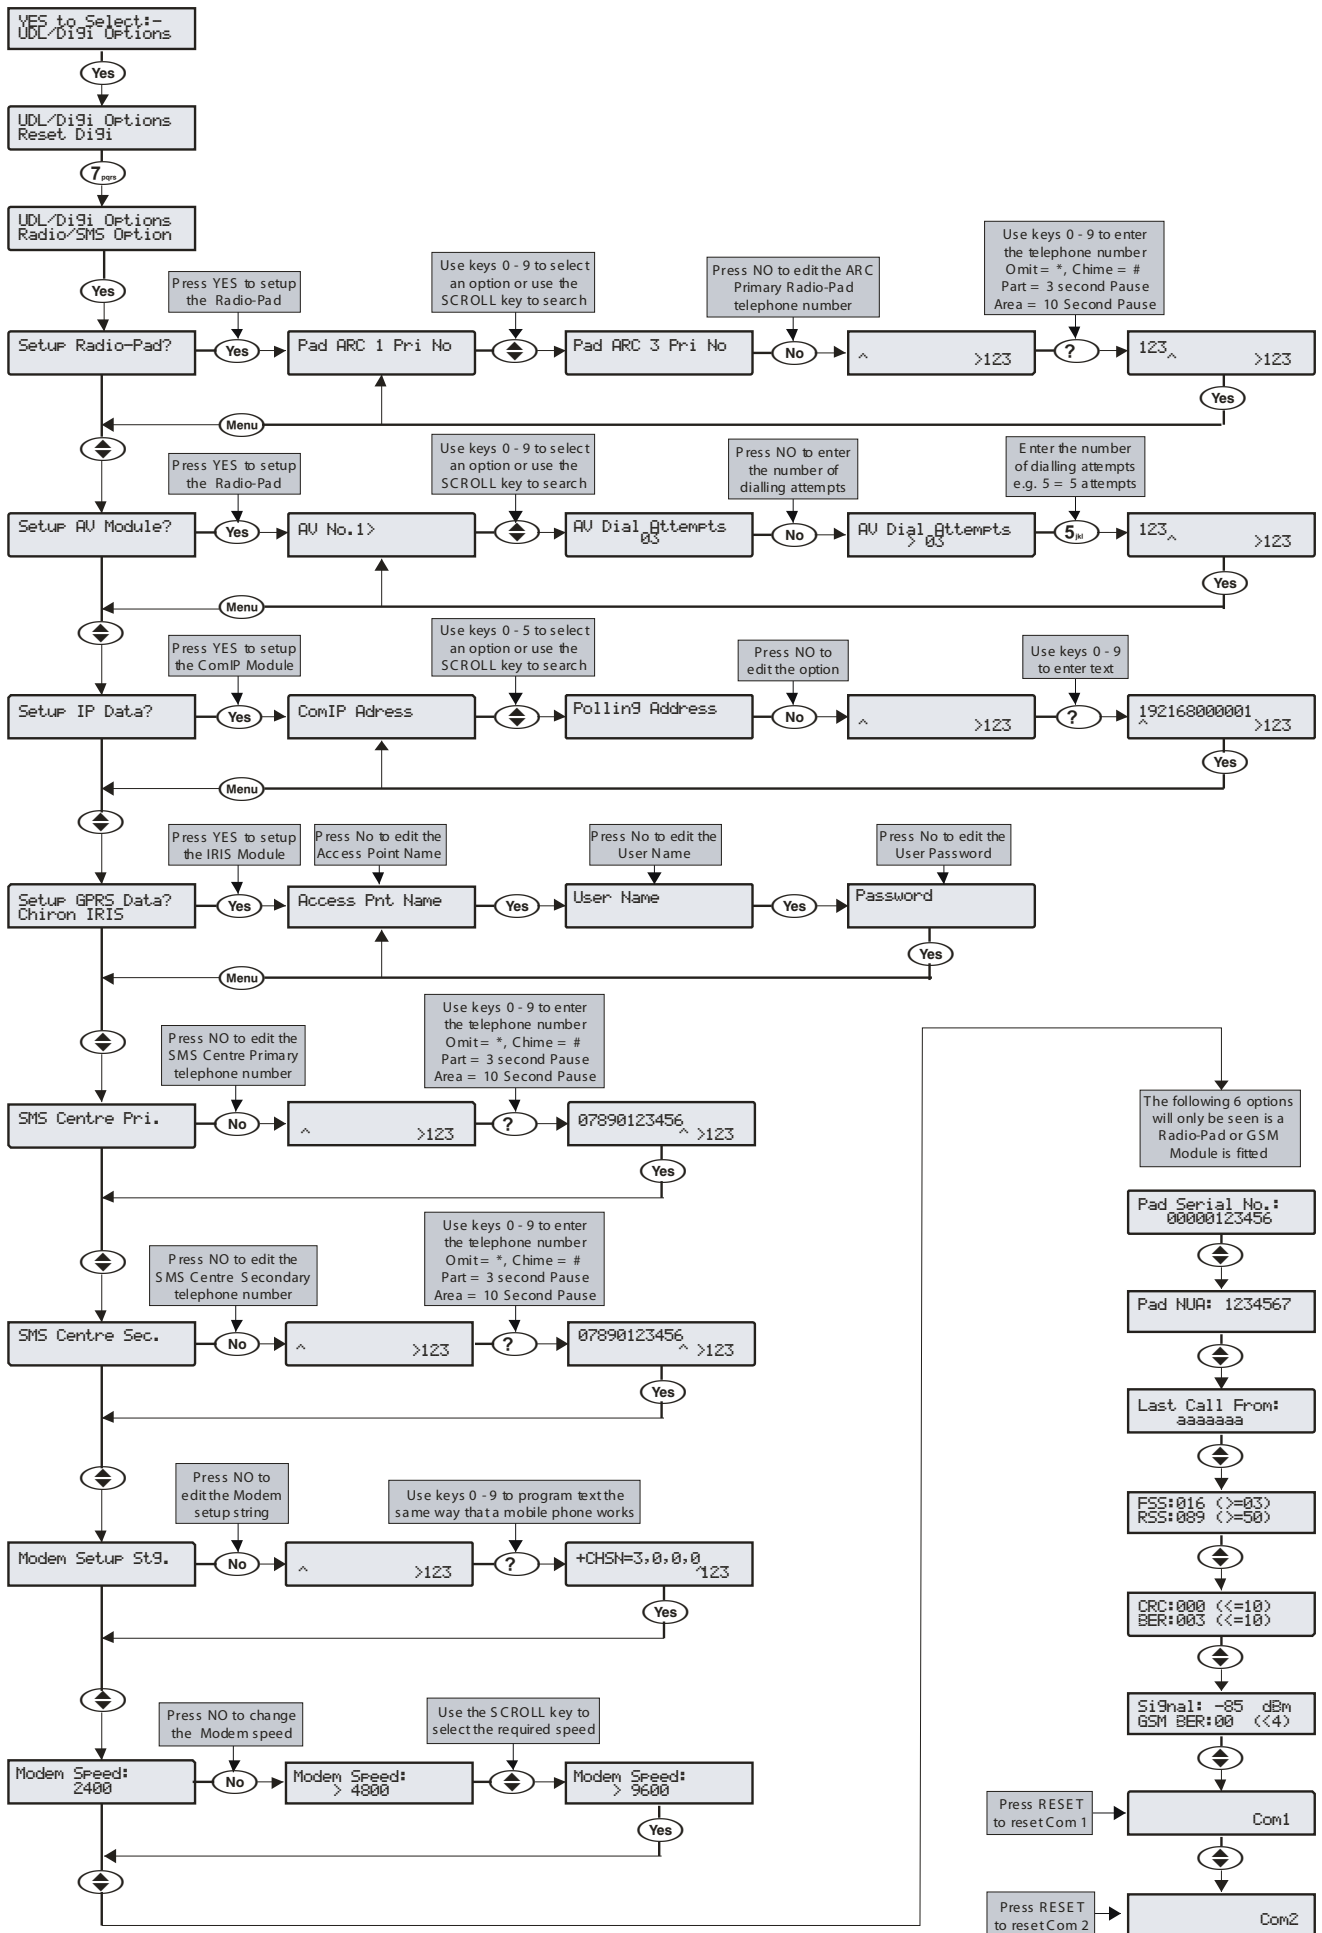 YES to Select:-
UDL/Digi Options
Yes
UDL/Digi Options
Reset Digi
7pqrs
UDL/Digi Options
Radio/SMS Option
Yes
Press YES to setup
the Radio-Pad
Use keys 0 - 9 to select
an option or use the
SCROLL key to search
Press NO to edit the ARC
Primary Radio-Pad
telephone number
Use keys 0 - 9 to enter
the telephone number
Omit = *, Chime = #
Part = 3 second Pause
Area = 10 Second Pause
Setup Radio-Pad?
Yes
Pad ARC 1 Pri No
Pad ARC 3 Pri No
No
^ >123
?
123^ >123
Yes
Menu
Press YES to setup
the Radio-Pad
Use keys 0 - 9 to select
an option or use the
SCROLL key to search
Press NO to enter
the number of
dialling attempts
Enter the number
of dialling attempts
e.g. 5 = 5 attempts
Setup AV Module?
Yes
AV No.1>
AV Dial Attempts
03
No
AV Dial Attempts
> 03
5jkl
123^ >123
Yes
Menu
Press YES to setup
the ComIP Module
Use keys 0 - 5 to select
an option or use the
SCROLL key to search
Press NO to
edit the option
Use keys 0 - 9
to enter text
Setup IP Data?
Yes
ComIP Adress
Polling Address
No
^ >123
?
192168000001
^ >123
Yes
Menu
Press YES to setup
the IRIS Module
Press No to edit the
Access Point Name
Press No to edit the
User Name
Press No to edit the
User Password
Setup GPRS Data?
Chiron IRIS
Yes
Access Pnt Name
Yes
User Name
Yes
Password
Yes
Menu
Press NO to edit the
SMS Centre Primary
telephone number
Use keys 0 - 9 to enter
the telephone number
Omit = *, Chime = #
Part = 3 second Pause
Area = 10 Second Pause
SMS Centre Pri.
No
^ >123
?
07890123456
^ >123
Yes
Press NO to edit the
SMS Centre Secondary
telephone number
Use keys 0 - 9 to enter
the telephone number
Omit = *, Chime = #
Part = 3 second Pause
Area = 10 Second Pause
SMS Centre Sec.
No
^ >123
?
07890123456
^ >123
Yes
Press NO to
edit the Modem
setup string
Use keys 0 - 9 to program text the
same way that a mobile phone works
Modem Setup Stg.
No
^ >123
?
+CHSN=3,0,0,0
^123
Yes
Press NO to change
the Modem speed
Use the SCROLL key to
select the required speed
Modem Speed:
2400
No
Modem Speed:
> 4800
Modem Speed:
> 9600
Yes
The following 6 options
will only be seen is a
Radio-Pad or GSM
Module is fitted
Pad Serial No.:
00000123456
Pad NUA: 1234567
Last Call From:
aaaaaaa
FSS:016 (>=03)
RSS:089 (>=50)
CRC:000 (<=10)
BER:003 (<=10)
Signal: -85 dBm
GSM BER:00 (<4)
Press RESET
to reset Com 1
Com1
Press RESET
to reset Com 2
Com2